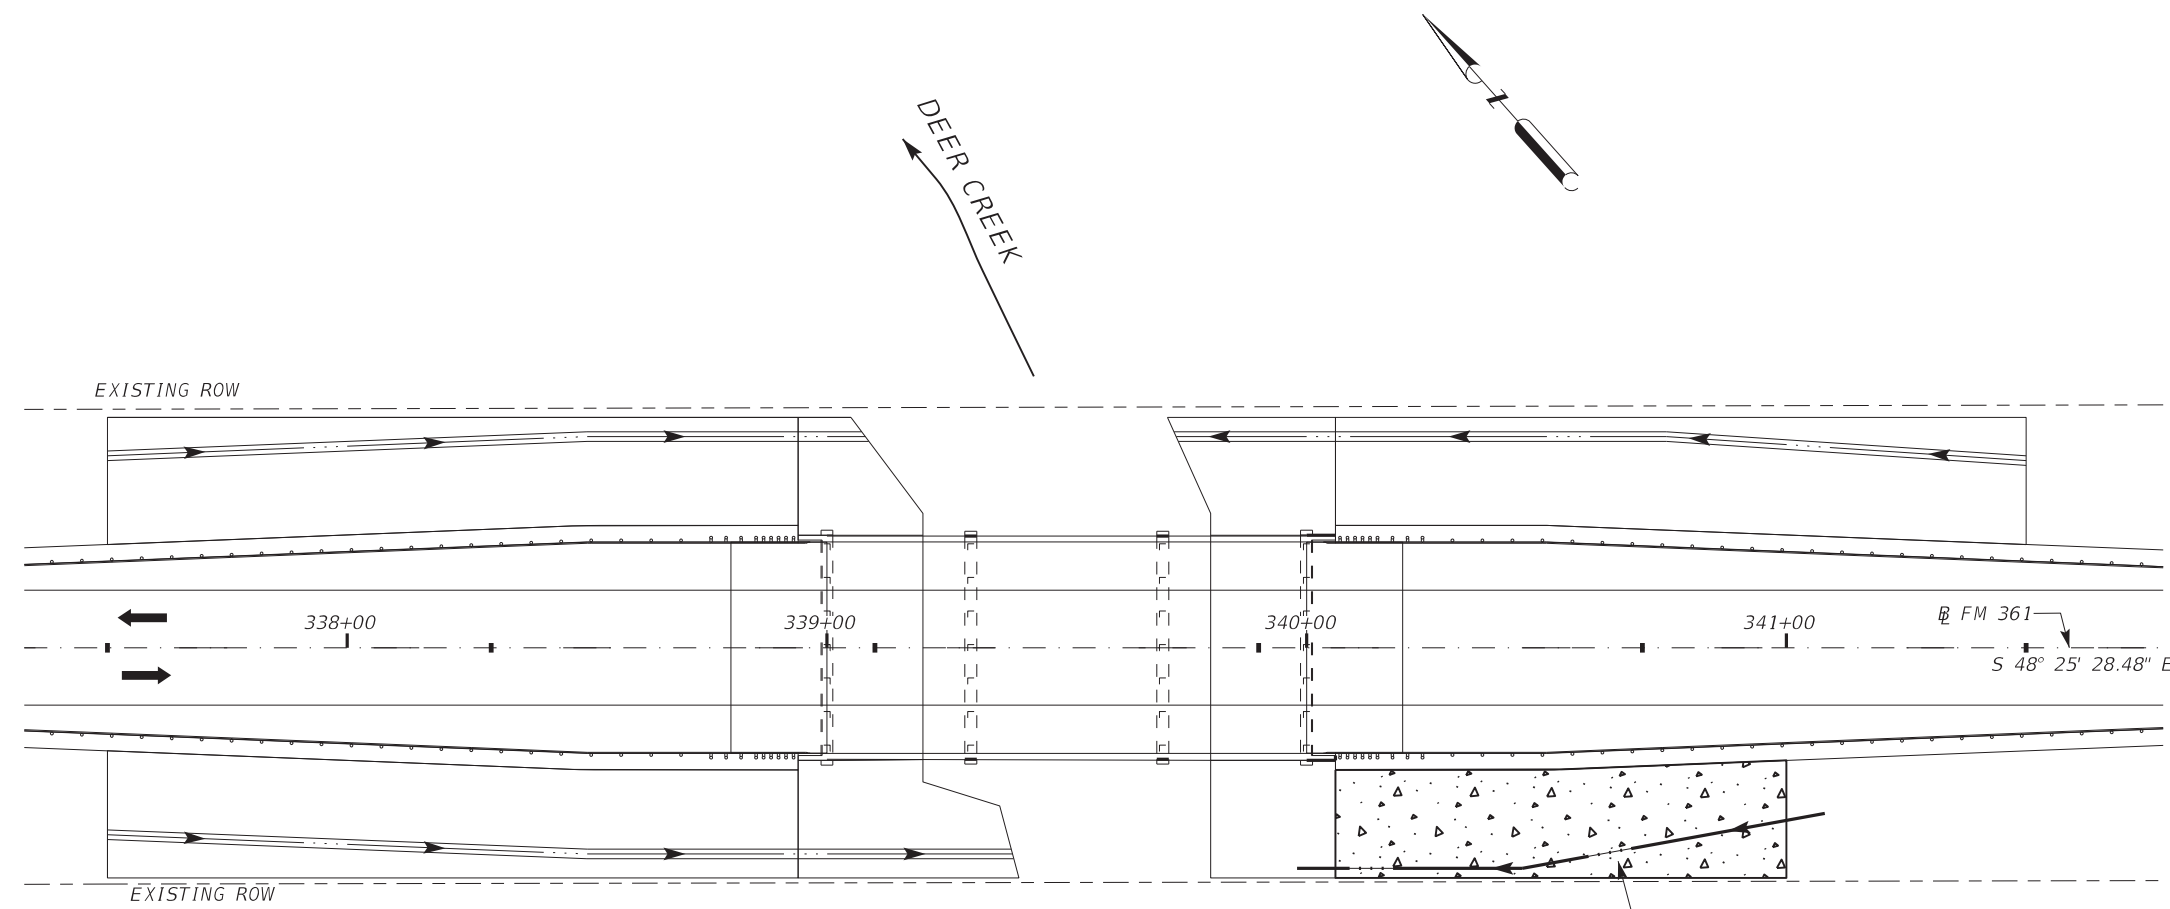 N
DEER CREEK
EXISTING ROW
338+00
339+00
340+00
341+00
BL FM 361
S 48° 25' 28.48" E
EXISTING ROW